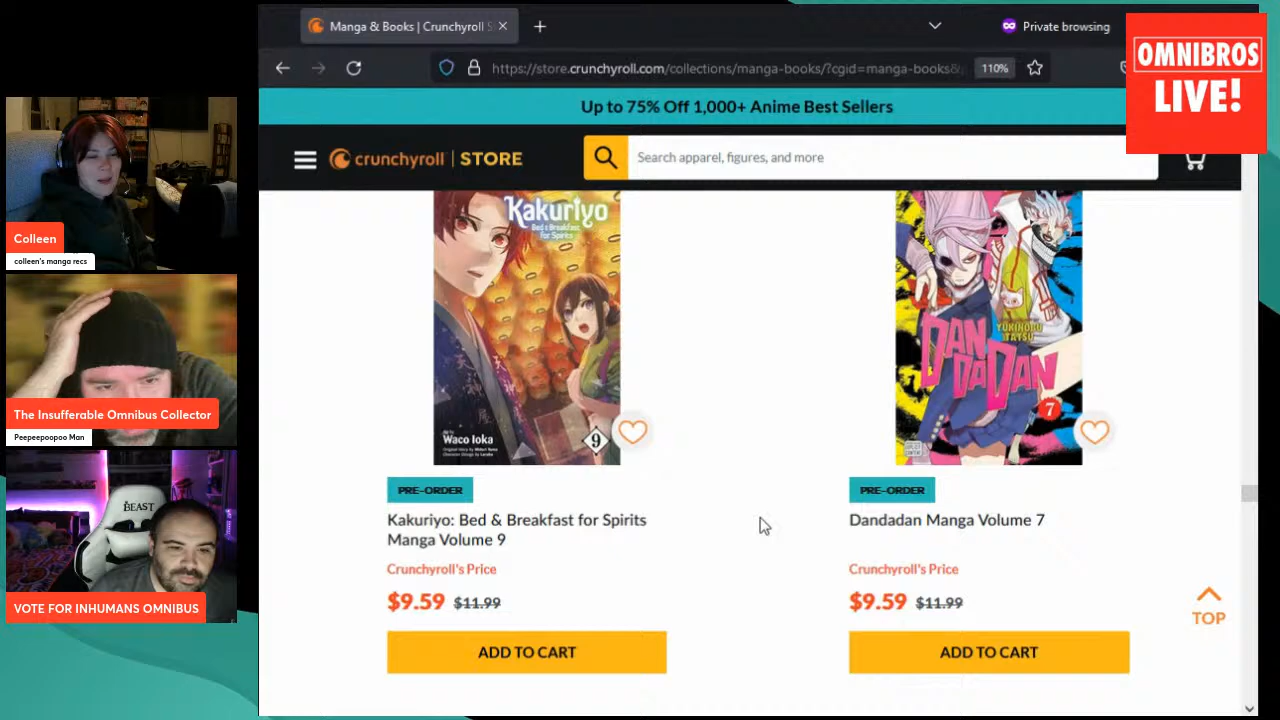 Manga & Books | Crunchyroll S
Private browsing
https://store.crunchyroll.com/collections/manga-books/?cgid=manga-books&
110%
OMNIBROS
LIVE!
Up to 75% Off 1,000+ Anime Best Sellers
crunchyroll | STORE
Search apparel, figures, and more
Colleen
colleen's manga recs
The Insufferable Omnibus Collector
Peepeepoopoo Man
BEAST
VOTE FOR INHUMANS OMNIBUS
Kakuriyo
Bed & Breakfast
for Spirits
Waco Ioka
9
YUKINOBU
TATSU
DAN
DADAN
7
PRE-ORDER
Kakuriyo: Bed & Breakfast for Spirits
Manga Volume 9
Crunchyroll's Price
$9.59 $11.99
ADD TO CART
PRE-ORDER
Dandadan Manga Volume 7
Crunchyroll's Price
$9.59 $11.99
ADD TO CART
TOP